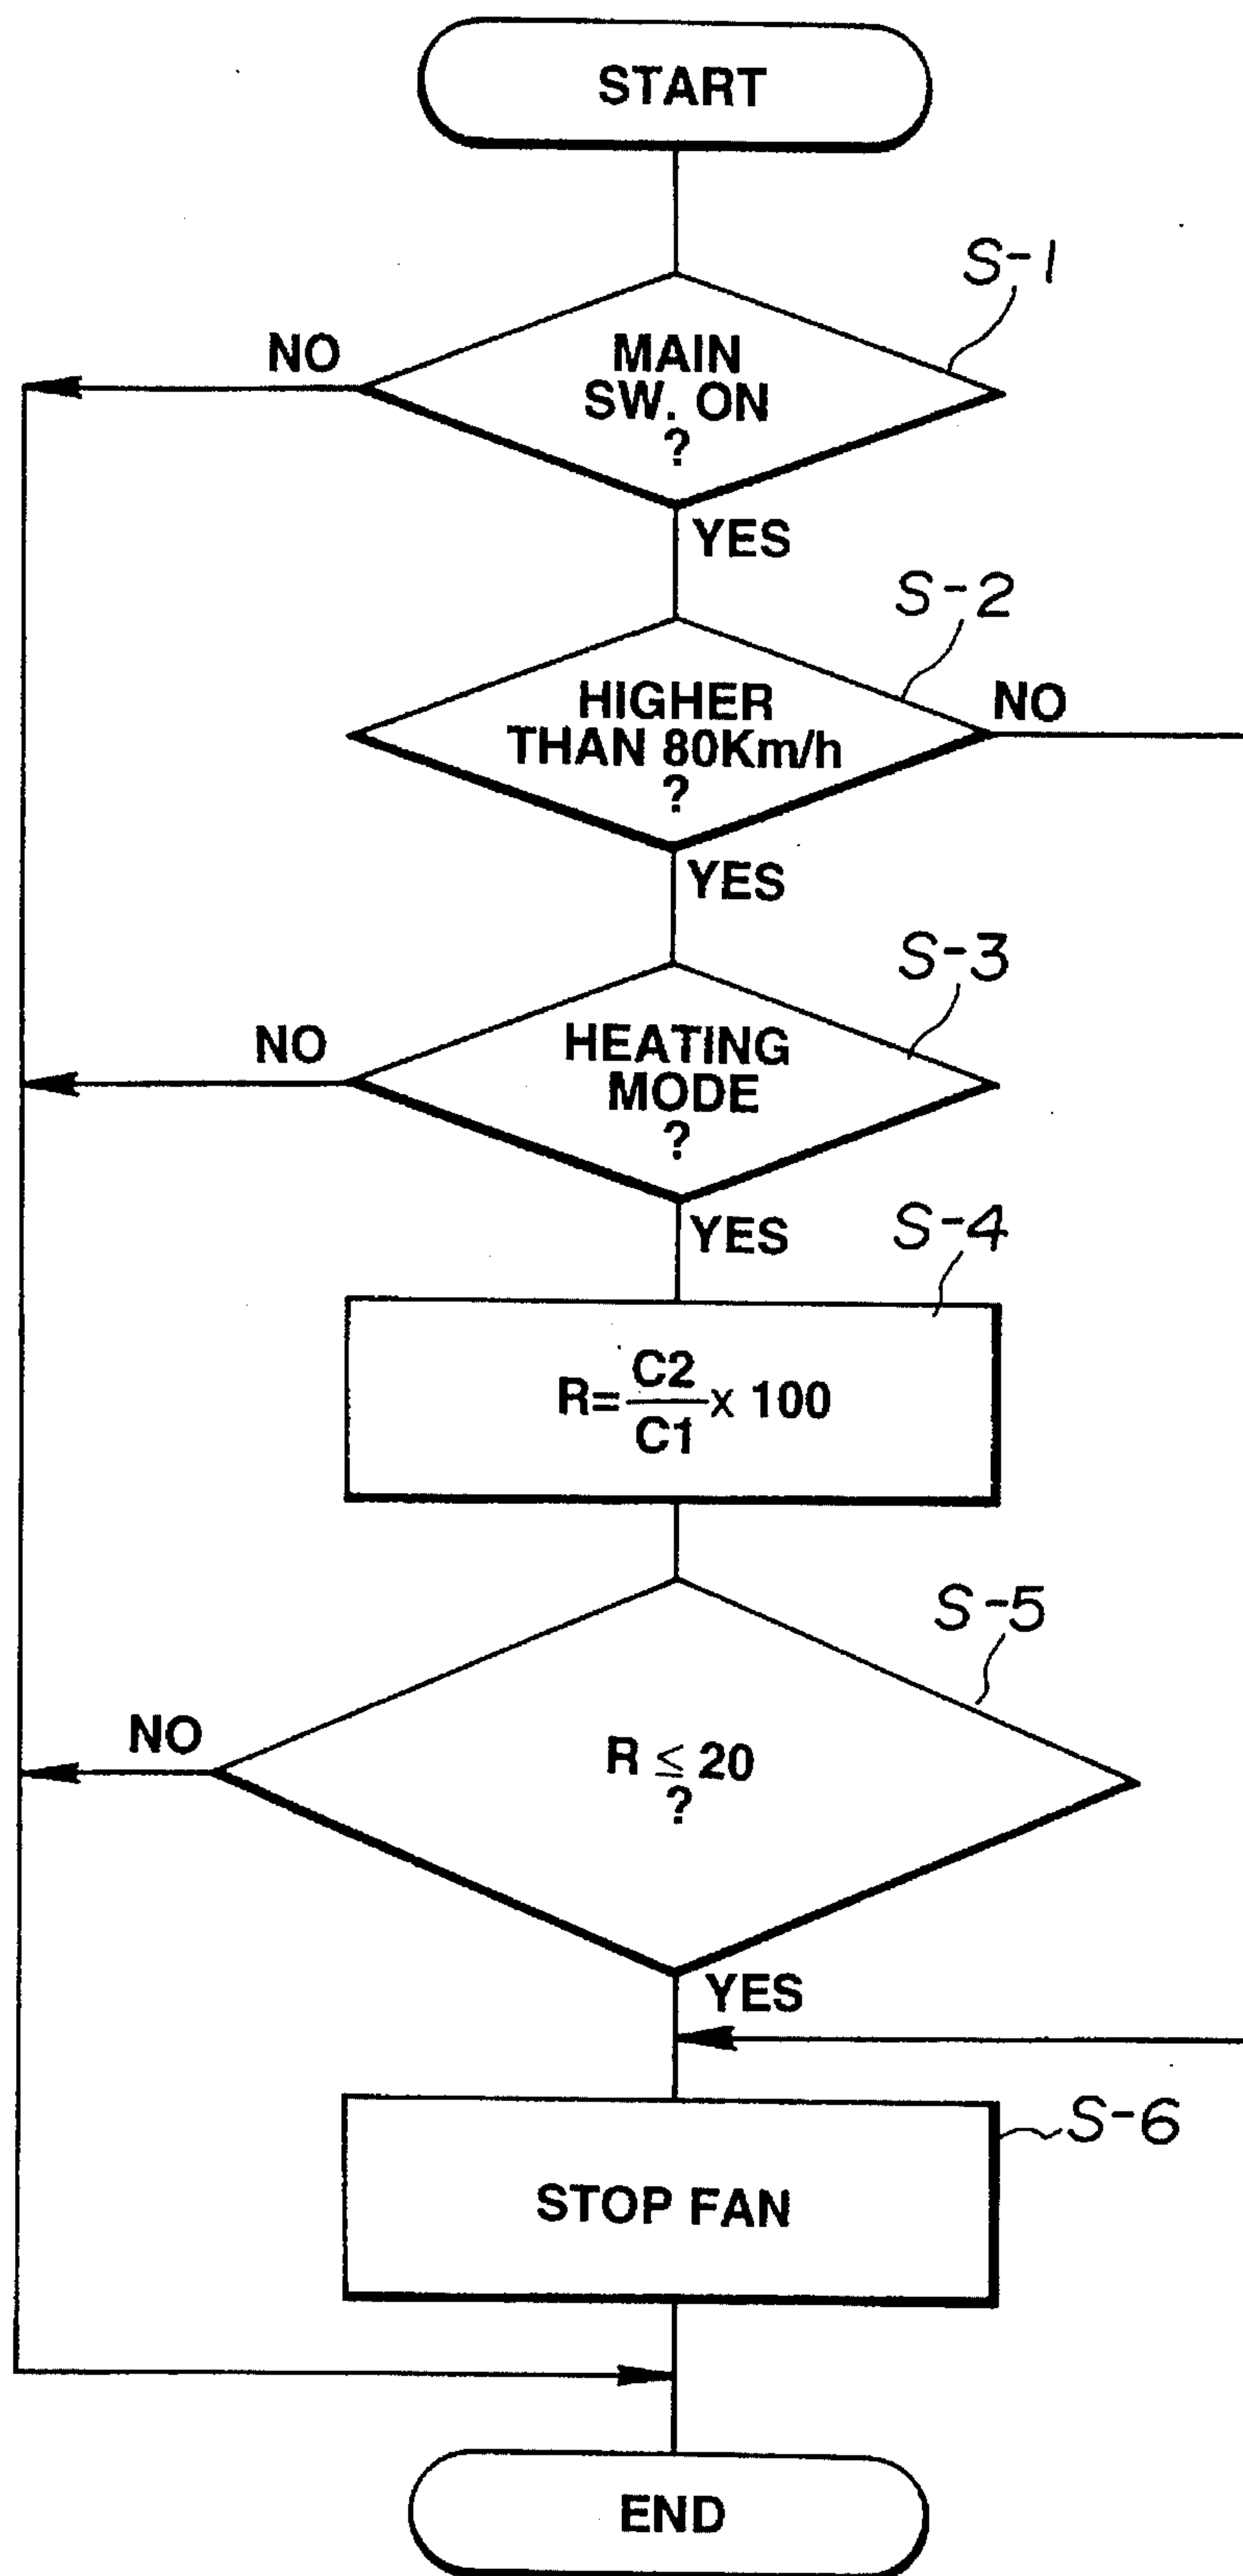 START
S-1
NO
MAIN
SW. ON
?
YES
S-2
HIGHER
THAN 80Km/h
?
NO
YES
S-3
NO
HEATING
MODE
?
YES
S-4
R= C2/C1 x 100
S-5
NO
R ≤ 20
?
YES
S-6
STOP FAN
END